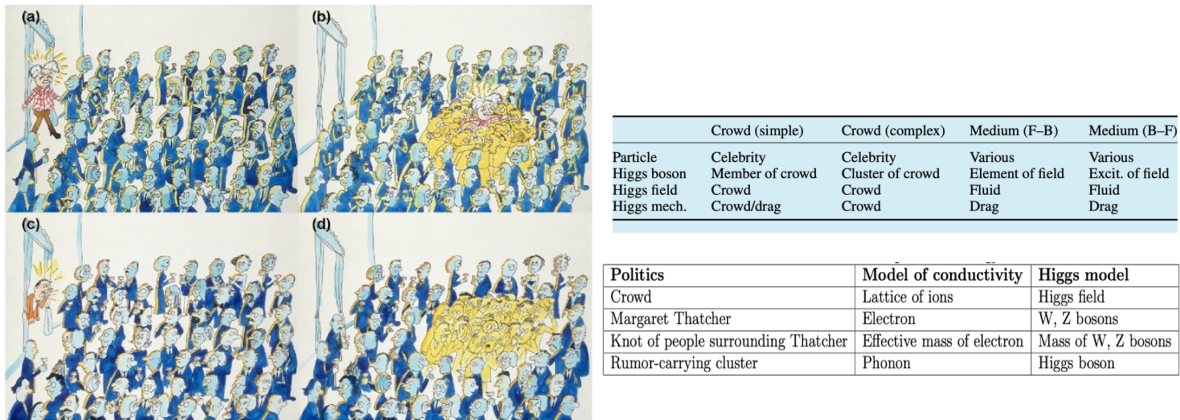 (a)
(b)
(c)
(d)
Crowd (simple) Crowd (complex) Medium (F–B) Medium (B–F)
Particle Celebrity Celebrity Various Various
Higgs boson Member of crowd Cluster of crowd Element of field Excit. of field
Higgs field Crowd Crowd Fluid Fluid
Higgs mech. Crowd/drag Crowd Drag Drag
Politics Model of conductivity Higgs model
Crowd Lattice of ions Higgs field
Margaret Thatcher Electron W, Z bosons
Knot of people surrounding Thatcher Effective mass of electron Mass of W, Z bosons
Rumor-carrying cluster Phonon Higgs boson